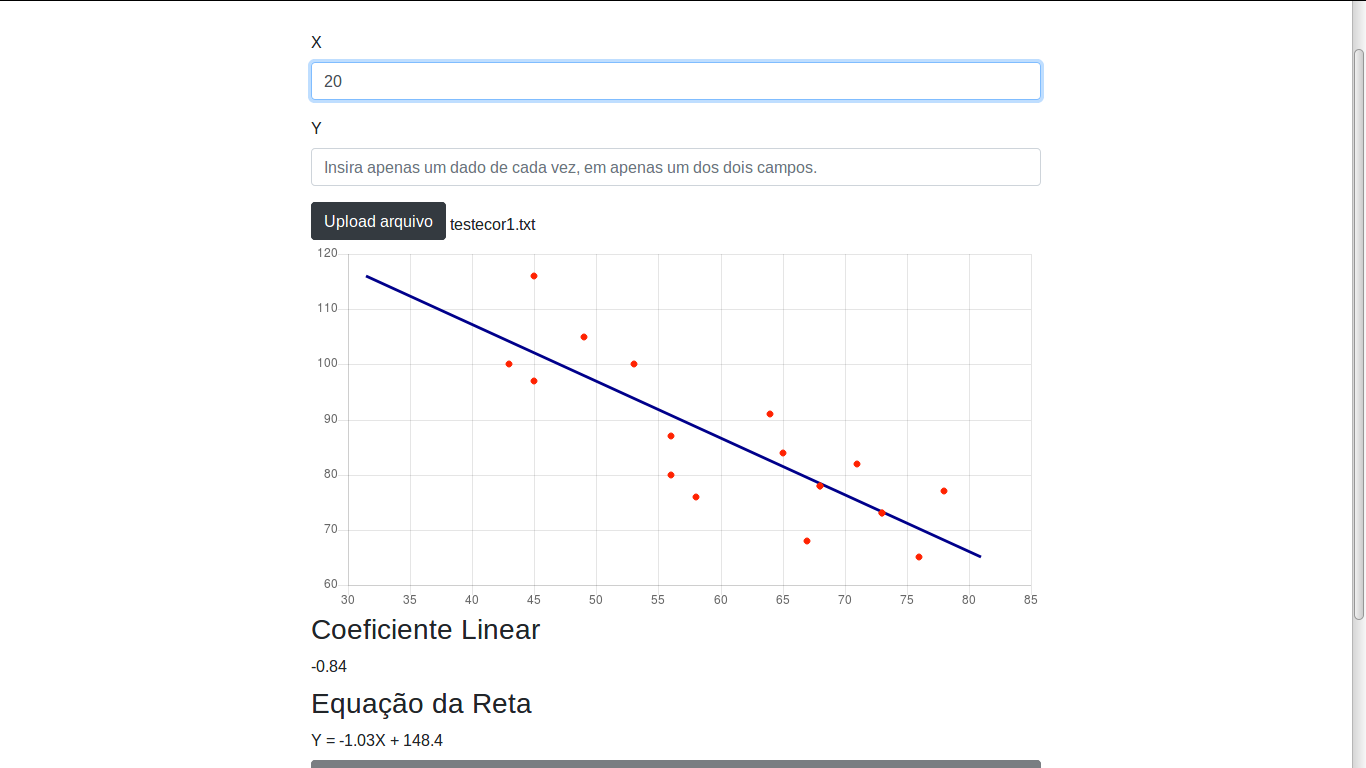 X
20
Y
Insira apenas um dado de cada vez, em apenas um dos dois campos.
Upload arquivo testecor1.txt
120
110
100
90
80
70
60
30 35 40 45 50 55 60 65 70 75 80 85
Coeficiente Linear
-0.84
Equação da Reta
Y = -1.03X + 148.4